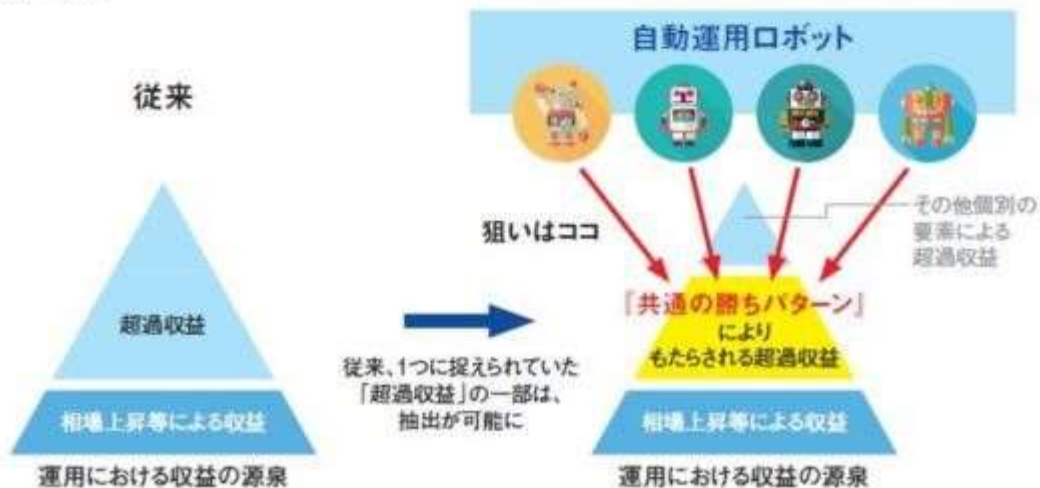 従来
超過収益
相場上昇等による収益
運用における収益の源泉
従来、1つに捉えられていた
「超過収益」の一部は、
抽出が可能に
自動運用ロボット
狙いはココ
その他個別の
要素による
超過収益
『共通の勝ちパターン』
により
もたらされる超過収益
相場上昇等による収益
運用における収益の源泉